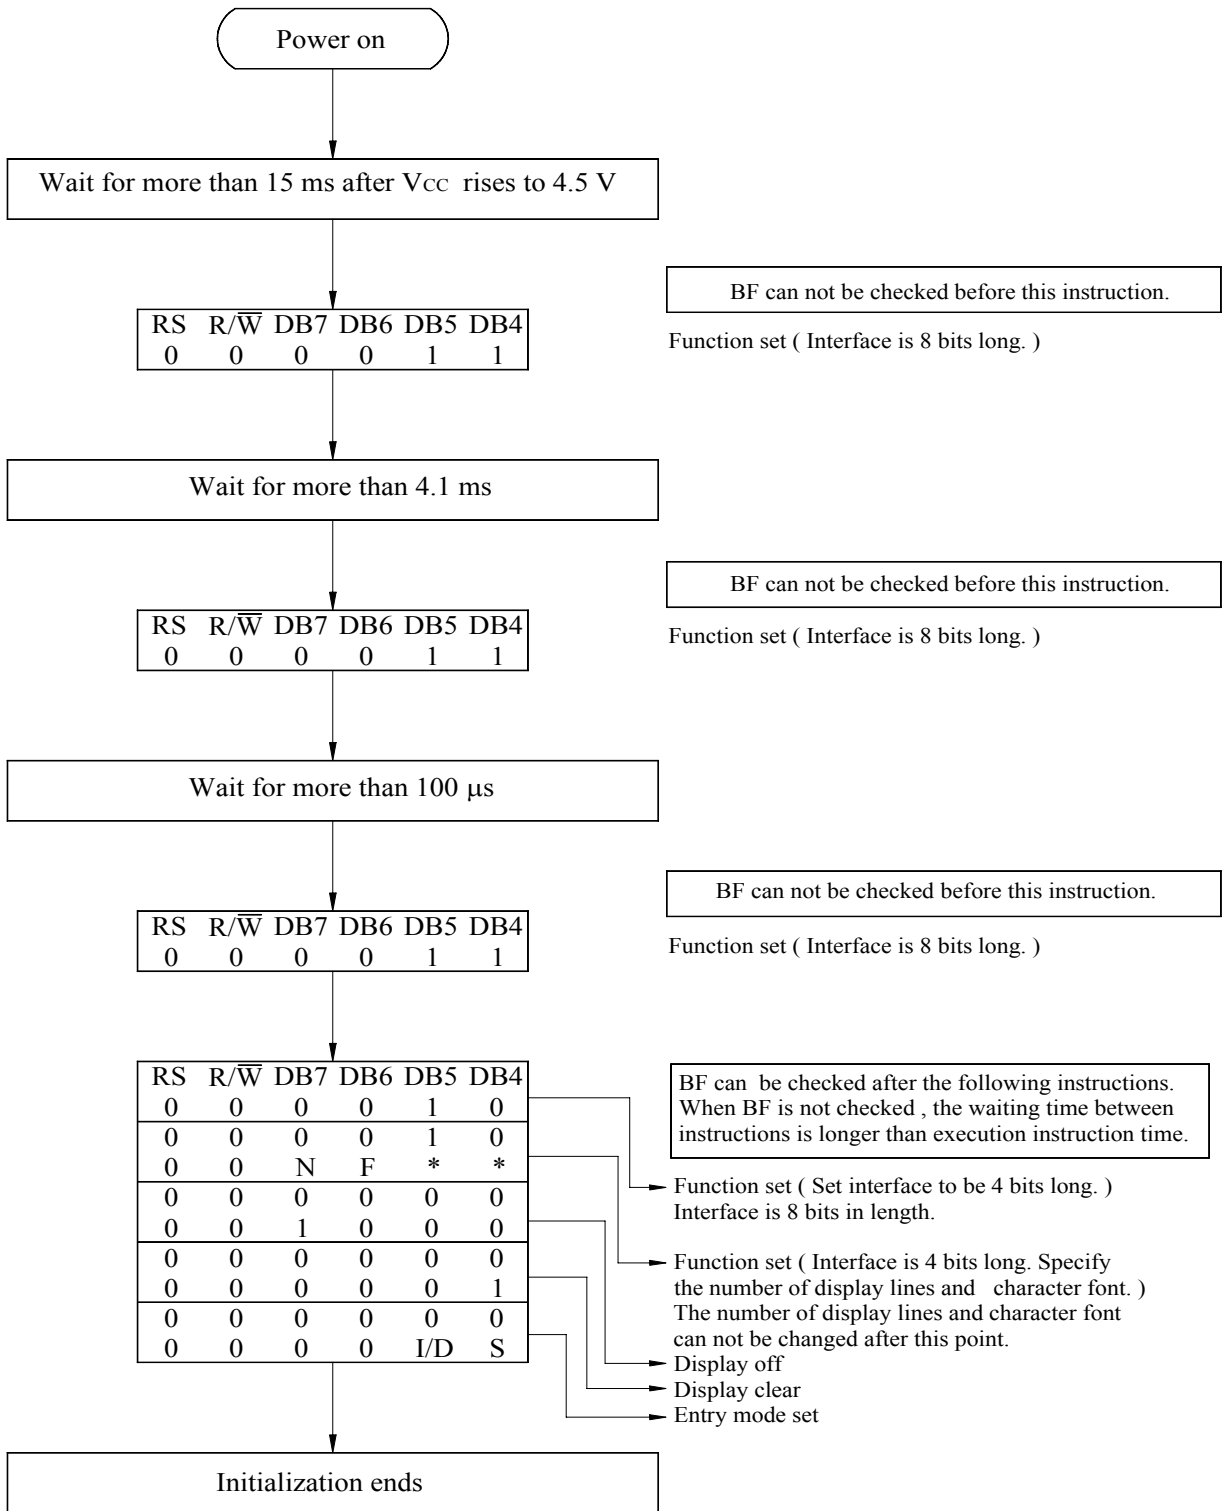 Power on
Wait for more than 15 ms after VCC rises to 4.5 V
BF can not be checked before this instruction.
RS R/W̅ DB7 DB6 DB5 DB4
0 0 0 0 1 1
Function set ( Interface is 8 bits long. )
Wait for more than 4.1 ms
BF can not be checked before this instruction.
RS R/W̅ DB7 DB6 DB5 DB4
0 0 0 0 1 1
Function set ( Interface is 8 bits long. )
Wait for more than 100 µs
BF can not be checked before this instruction.
RS R/W̅ DB7 DB6 DB5 DB4
0 0 0 0 1 1
Function set ( Interface is 8 bits long. )
RS R/W̅ DB7 DB6 DB5 DB4
0 0 0 0 1 0
0 0 0 0 1 0
0 0 N F * *
0 0 0 0 0 0
0 0 1 0 0 0
0 0 0 0 0 0
0 0 0 0 0 1
0 0 0 0 0 0
0 0 0 0 I/D S
BF can be checked after the following instructions.
When BF is not checked , the waiting time between
instructions is longer than execution instruction time.
Function set ( Set interface to be 4 bits long. )
Interface is 8 bits in length.
Function set ( Interface is 4 bits long. Specify
the number of display lines and character font. )
The number of display lines and character font
can not be changed after this point.
Display off
Display clear
Entry mode set
Initialization ends